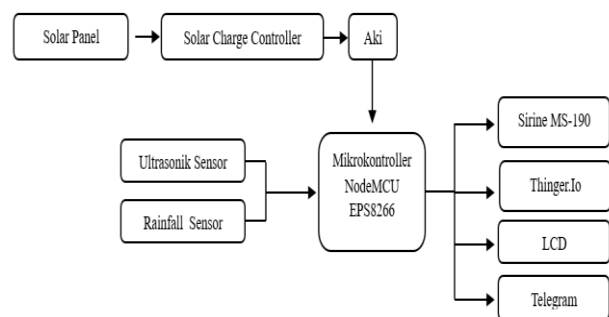 Solar Panel
Solar Charge Controller
Aki
Ultrasonik Sensor
Rainfall Sensor
Mikrokontroller
NodeMCU
EPS8266
Sirine MS-190
Thinger.Io
LCD
Telegram